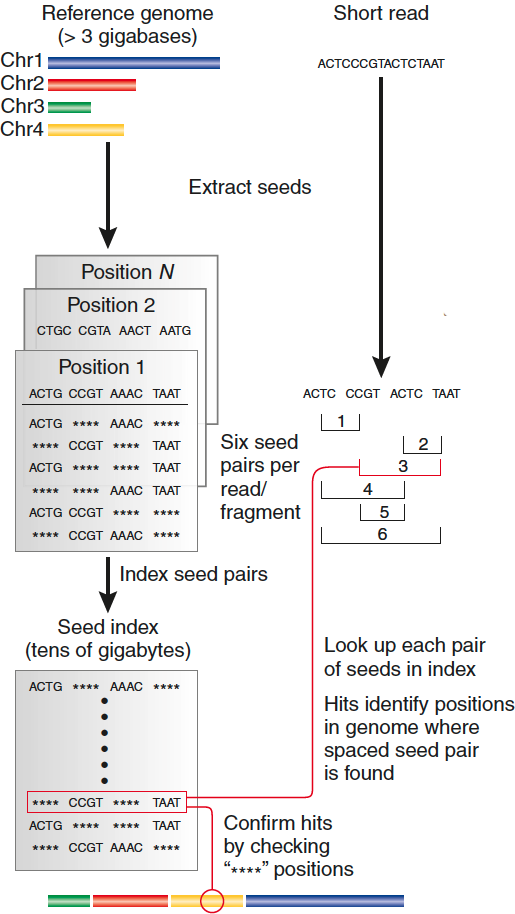 Reference genome
(> 3 gigabases)
Chr1
Chr2
Chr3
Chr4
Short read
ACTCCCGTACTCTAAT
Extract seeds
Position N
Position 2
CTGC CGTA AACT AATG
Position 1
ACTG CCGT AAAC TAAT
ACTG **** AAAC ****
**** CCGT **** TAAT
ACTG **** **** TAAT
**** **** AAAC TAAT
ACTG CCGT **** ****
**** CCGT AAAC ****
ACTC CCGT ACTC TAAT
1
2
3
4
5
6
Six seed
pairs per
read/
fragment
Index seed pairs
Seed index
(tens of gigabytes)
ACTG **** AAAC ****
**** CCGT **** TAAT
ACTG **** **** TAAT
**** CCGT AAAC ****
Look up each pair
of seeds in index
Hits identify positions
in genome where
spaced seed pair
is found
Confirm hits
by checking
“****” positions